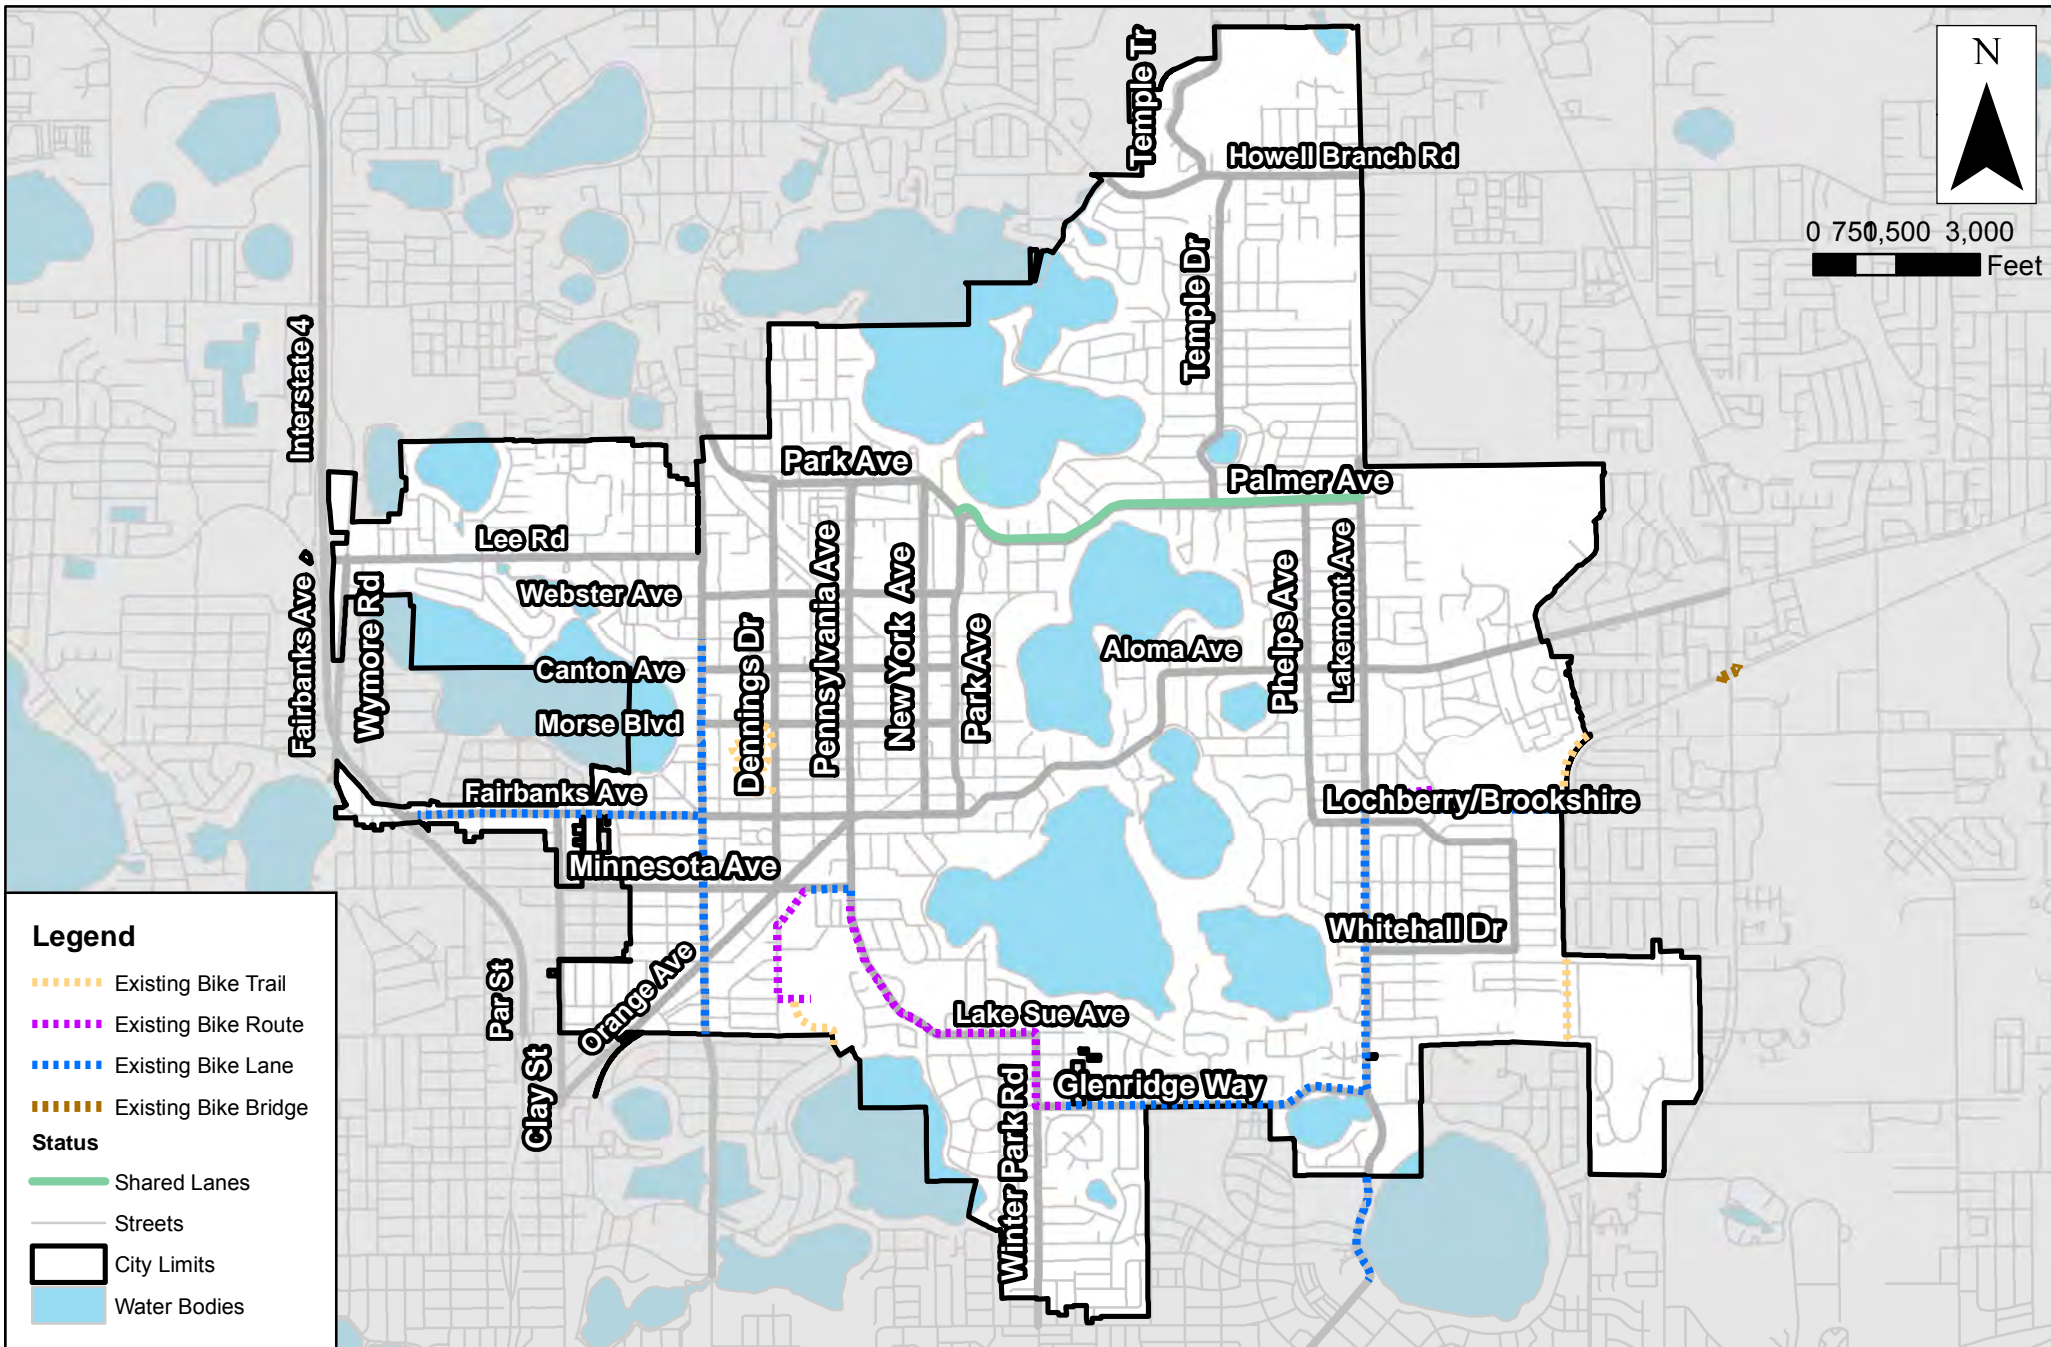 Temple Tr
N
Howell Branch Rd
0 750 1,500 3,000
Feet
Temple Dr
Interstate 4
Park Ave
Palmer Ave
Lee Rd
Pennsylvania Ave
New York Ave
Phelps Ave
Lakemont Ave
Fairbanks Ave
Wymore Rd
Webster Ave
Dennings Dr
Park Ave
Aloma Ave
Canton Ave
Morse Blvd
Fairbanks Ave
Lochberry/Brookshire
Minnesota Ave
Whitehall Dr
Par St
Orange Ave
Lake Sue Ave
Clay St
Winter Park Rd
Glenridge Way
Legend
Existing Bike Trail
Existing Bike Route
Existing Bike Lane
Existing Bike Bridge
Status
Shared Lanes
Streets
City Limits
Water Bodies